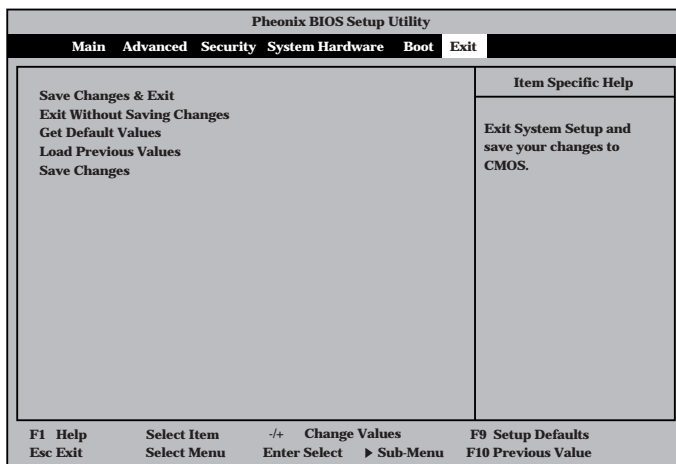 Pheonix BIOS Setup Utility
Main Advanced Security System Hardware Boot Exit
Save Changes & Exit
Exit Without Saving Changes
Get Default Values
Load Previous Values
Save Changes
Item Specific Help
Exit System Setup and
save your changes to
CMOS.
F1 Help Select Item -/+ Change Values F9 Setup Defaults
Esc Exit Select Menu Enter Select ▶ Sub-Menu F10 Previous Value